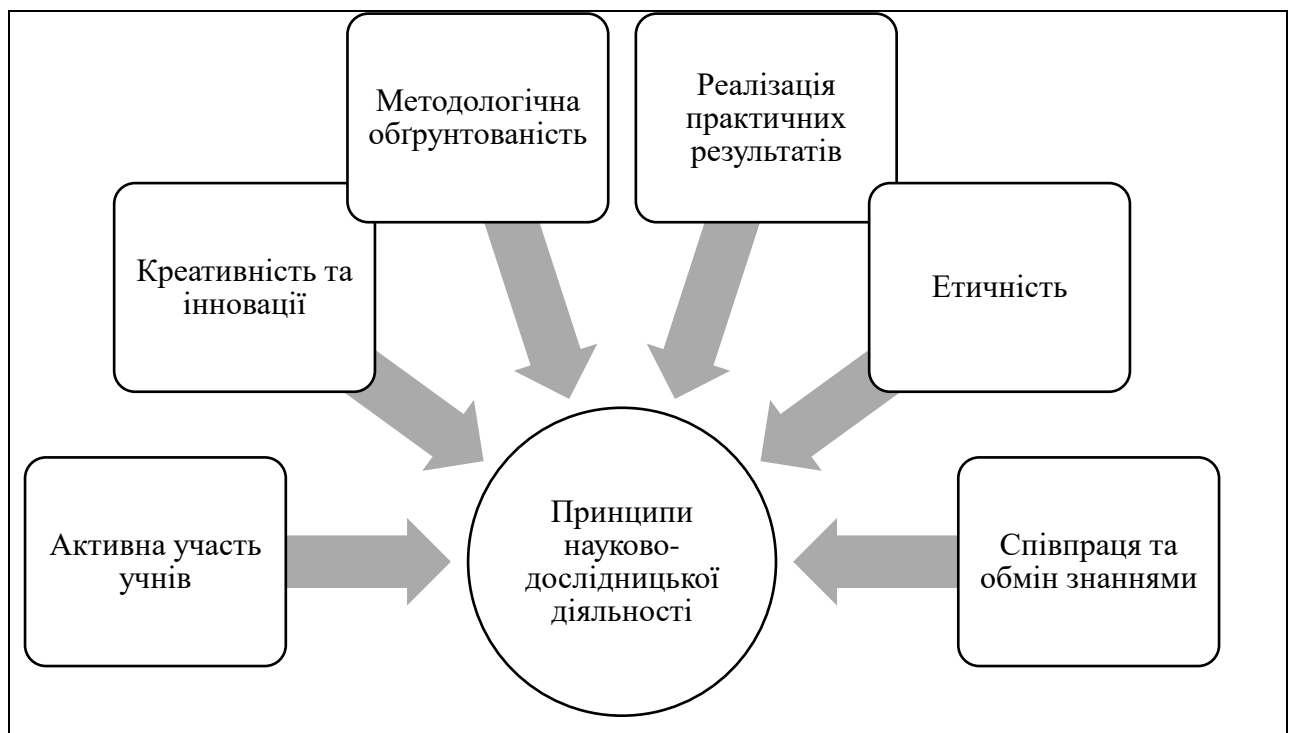 Методологічна
обґрунтованість
Реалізація
практичних
результатів
Креативність та
інновації
Етичність
Активна участь
учнів
Принципи
науково-
дослідницької
діяльності
Співпраця та
обмін знаннями